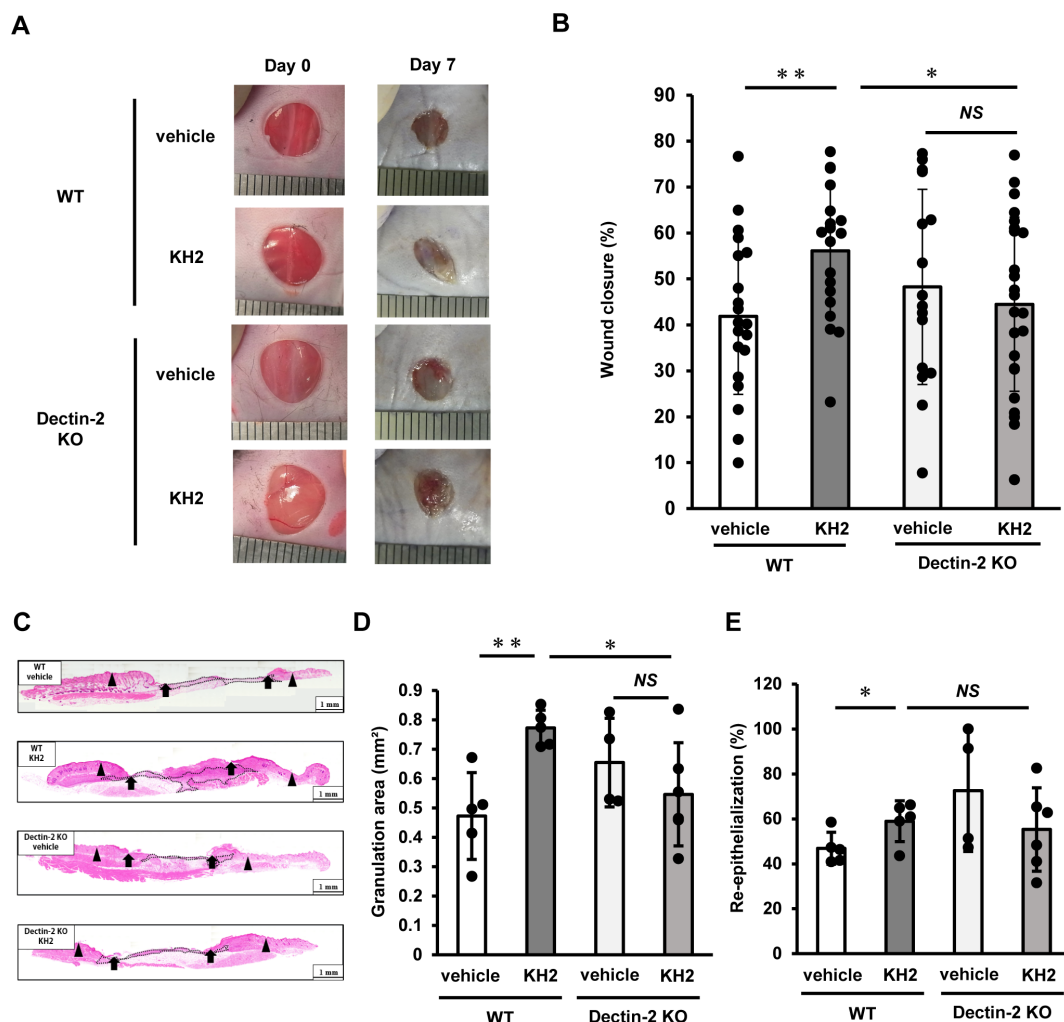 A
Day 0
Day 7
WT
vehicle
KH2
Dectin-2
KO
vehicle
KH2
B
**
*
NS
Wound closure (%)
90
80
70
60
50
40
30
20
10
0
vehicle
KH2
vehicle
KH2
WT
Dectin-2 KO
C
WT
vehicle
1 mm
WT
KH2
1 mm
Dectin-2 KO
vehicle
1 mm
Dectin-2 KO
KH2
1 mm
D
**
*
NS
Granulation area (mm²)
0.9
0.8
0.7
0.6
0.5
0.4
0.3
0.2
0.1
0
vehicle
KH2
vehicle
KH2
WT
Dectin-2 KO
E
*
NS
Re-epithelialization (%)
120
100
80
60
40
20
0
vehicle
KH2
vehicle
KH2
WT
Dectin-2 KO